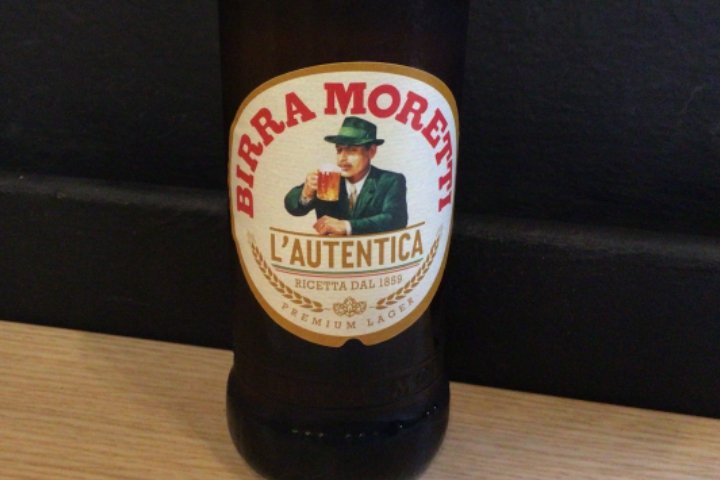 BIRRA MORETTI
L'AUTENTICA
RICETTA DAL 1859
PREMIUM LAGER